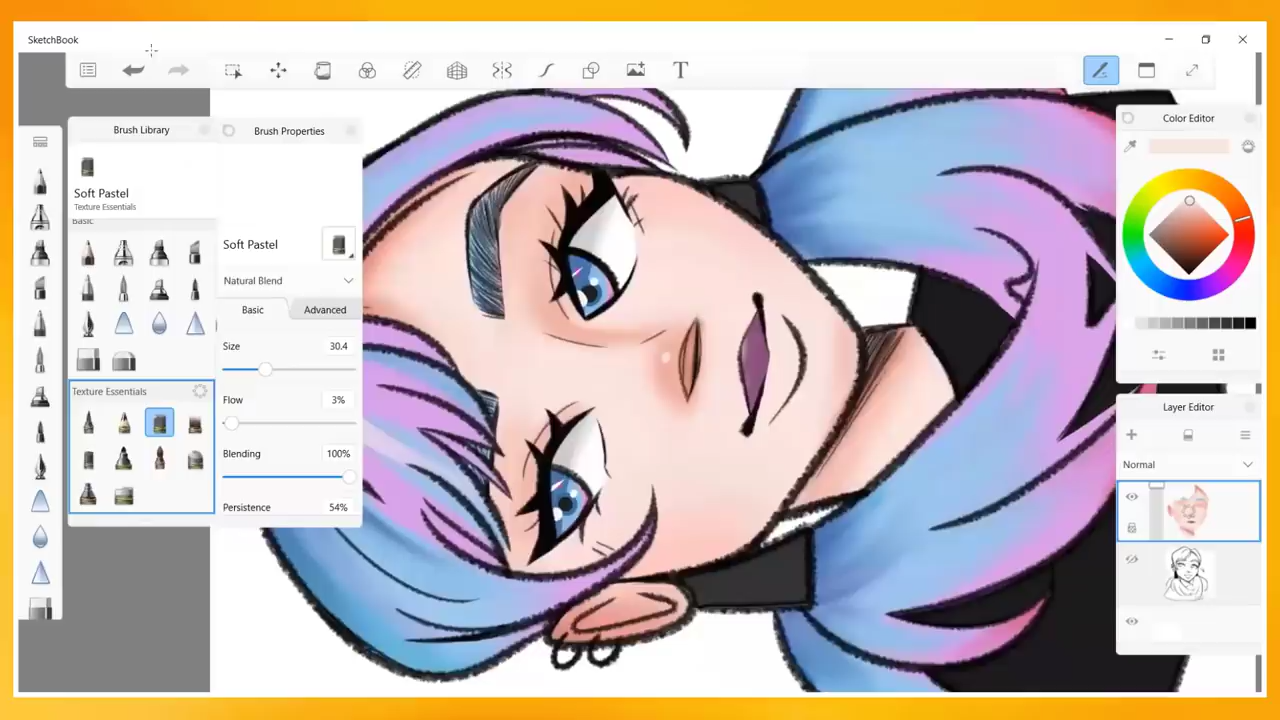 SketchBook
T
Brush Library
Soft Pastel
Texture Essentials
Basic
Texture Essentials
Brush Properties
Soft Pastel
Natural Blend
Basic
Advanced
Size
30.4
Flow
3%
Blending
100%
Persistence
54%
Color Editor
Layer Editor
Normal